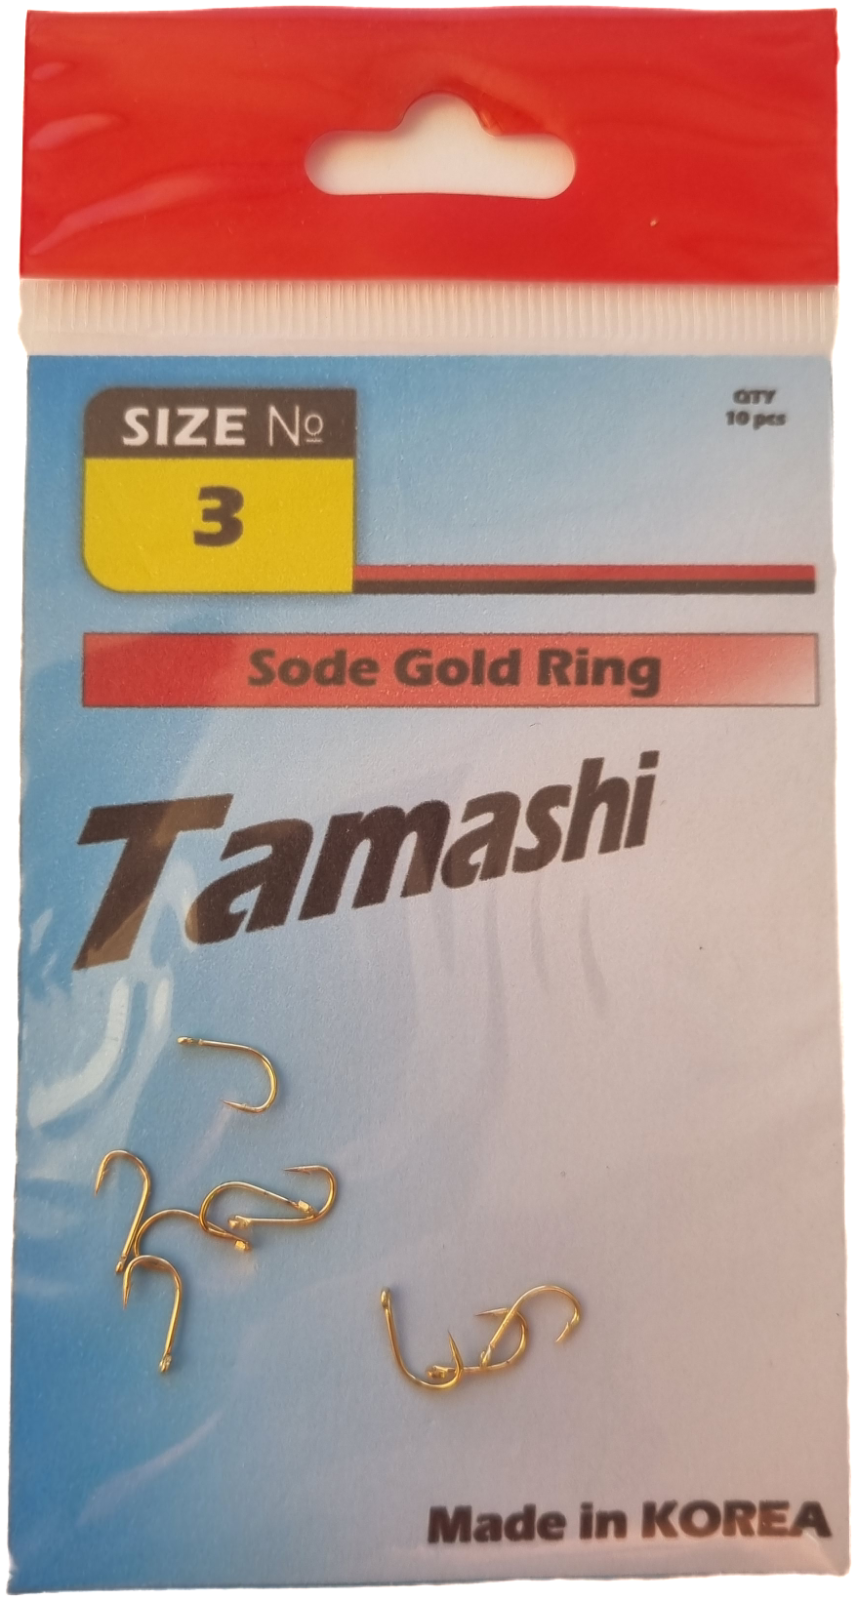 SIZE №
3
QTY
10 pcs
Sode Gold Ring
Tamashi
Made in KOREA